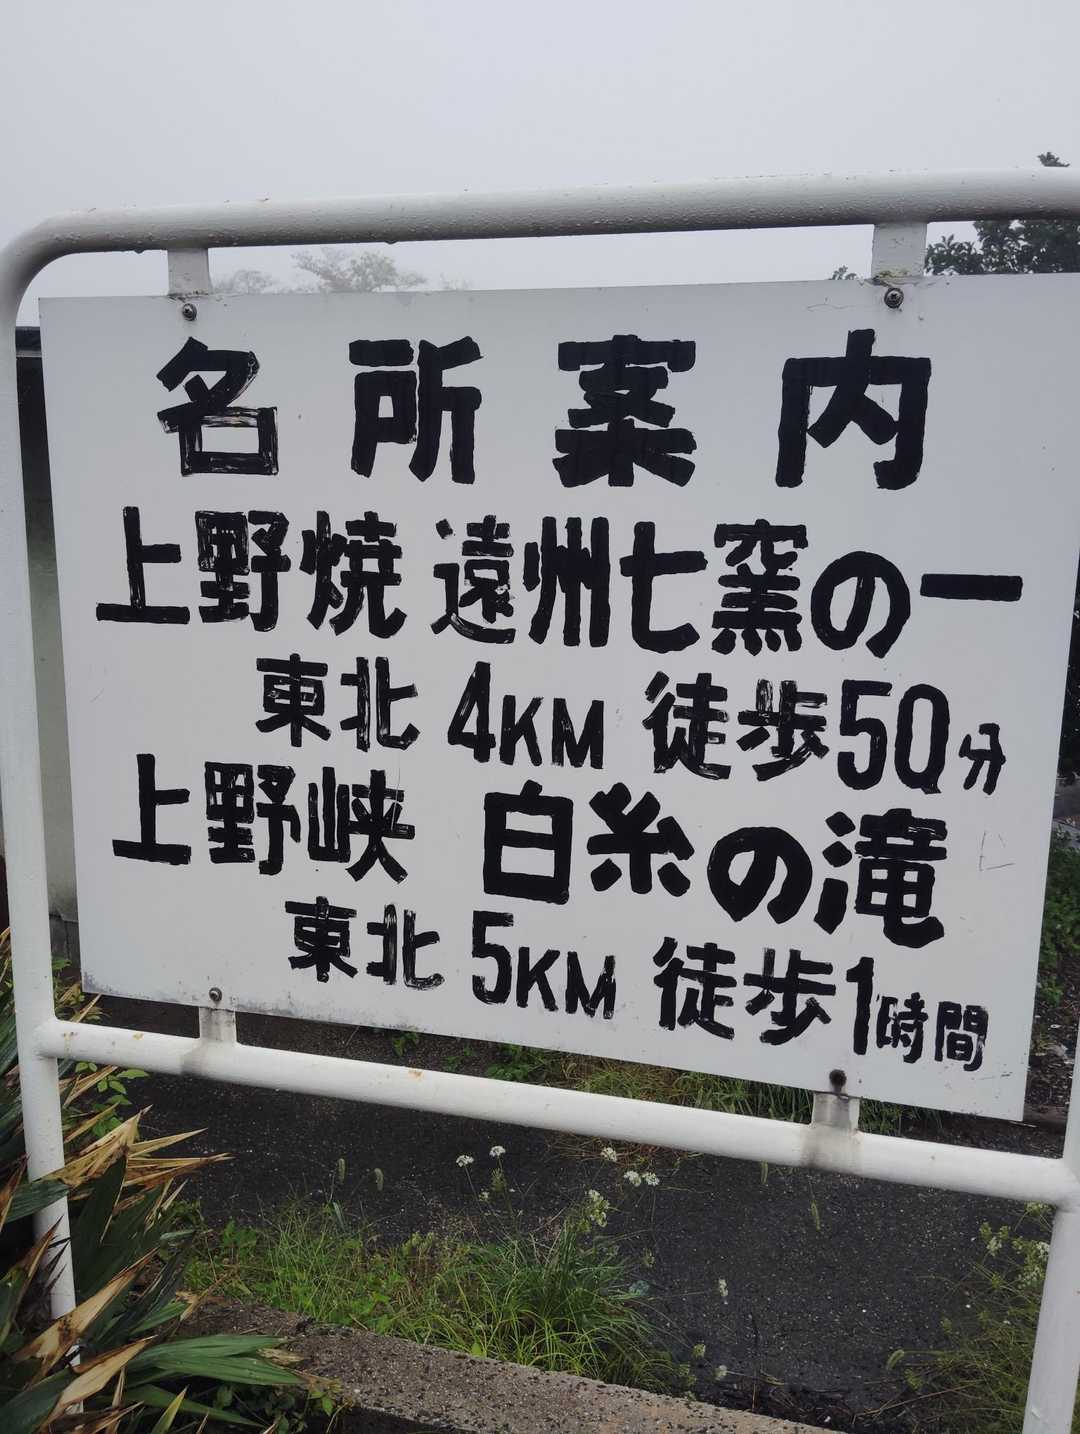 名所案内
上野焼 遠州七窯の一
東北 4KM 徒歩50分
上野峡 白糸の滝
東北 5KM 徒歩1時間